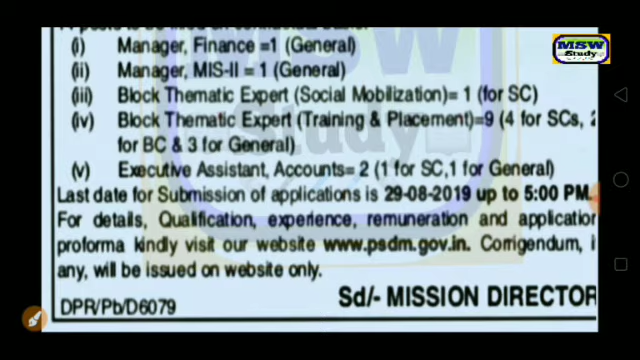 MSW
Study
(i) Manager, Finance =1 (General)
(ii) Manager, MIS-II = 1 (General)
(iii) Block Thematic Expert (Social Mobilization)= 1 (for SC)
(iv) Block Thematic Expert (Training & Placement)=9 (4 for SCs, 2
for BC & 3 for General)
(v) Executive Assistant, Accounts= 2 (1 for SC,1 for General)
Last date for Submission of applications is 29-08-2019 up to 5:00 PM.
For details, Qualification, experience, remuneration and application
proforma kindly visit our website www.psdm.gov.in. Corrigendum, i
any, will be issued on website only.
Sd/- MISSION DIRECTOR
DPR/Pb/D6079